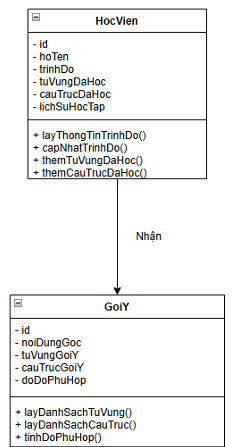 HocVien
- id
- hoTen
- trinhDo
- tuVungDaHoc
- cauTrucDaHoc
- lichSuHocTap
+ layThongTinTrinhDo()
+ capNhatTrinhDo()
+ themTuVungDaHoc()
+ themCauTrucDaHoc()
Nhận
GoiY
- id
- noiDungGoc
- tuVungGoiY
- cauTrucGoiY
- doDoPhuHop
+ layDanhSachTuVung()
+ layDanhSachCauTruc()
+ tinhDoPhuHop()